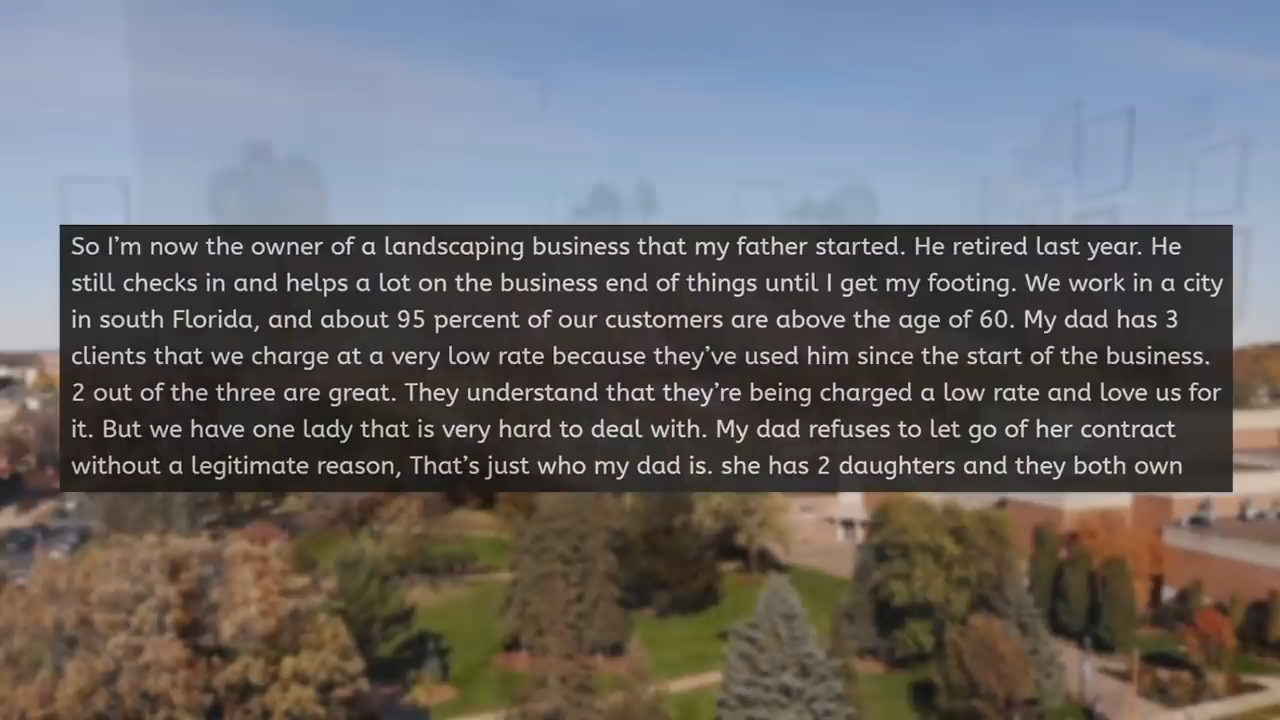 So I'm now the owner of a landscaping business that my father started. He retired last year. He
still checks in and helps a lot on the business end of things until I get my footing. We work in a city
in south Florida, and about 95 percent of our customers are above the age of 60. My dad has 3
clients that we charge at a very low rate because they've used him since the start of the business.
2 out of the three are great. They understand that they're being charged a low rate and love us for
it. But we have one lady that is very hard to deal with. My dad refuses to let go of her contract
without a legitimate reason, That's just who my dad is. she has 2 daughters and they both own